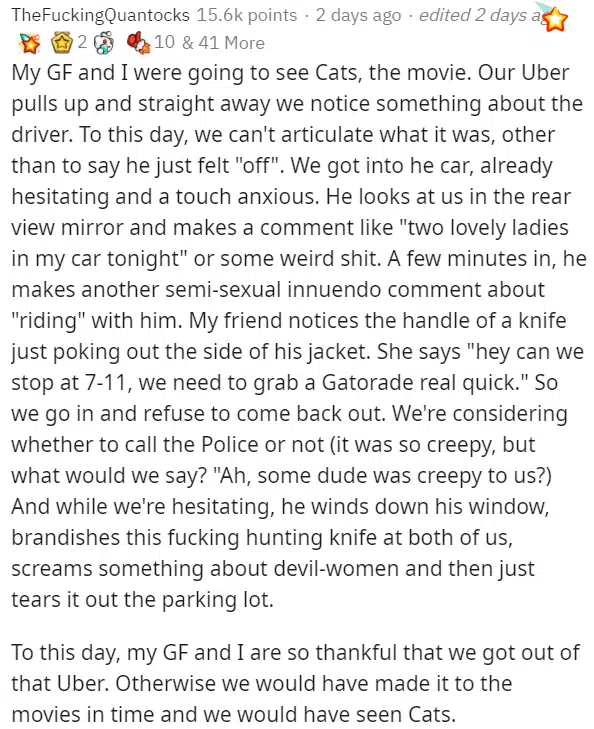 TheFuckingQuantocks 15.6k points · 2 days ago · edited 2 days
2 10 & 41 More
My GF and I were going to see Cats, the movie. Our Uber
pulls up and straight away we notice something about the
driver. To this day, we can't articulate what it was, other
than to say he just felt "off". We got into he car, already
hesitating and a touch anxious. He looks at us in the rear
view mirror and makes a comment like "two lovely ladies
in my car tonight" or some weird shit. A few minutes in, he
makes another semi-sexual innuendo comment about
"riding" with him. My friend notices the handle of a knife
just poking out the side of his jacket. She says "hey can we
stop at 7-11, we need to grab a Gatorade real quick." So
we go in and refuse to come back out. We're considering
whether to call the Police or not (it was so creepy, but
what would we say? "Ah, some dude was creepy to us?)
And while we're hesitating, he winds down his window,
brandishes this fucking hunting knife at both of us,
screams something about devil-women and then just
tears it out the parking lot.
To this day, my GF and I are so thankful that we got out of
that Uber. Otherwise we would have made it to the
movies in time and we would have seen Cats.